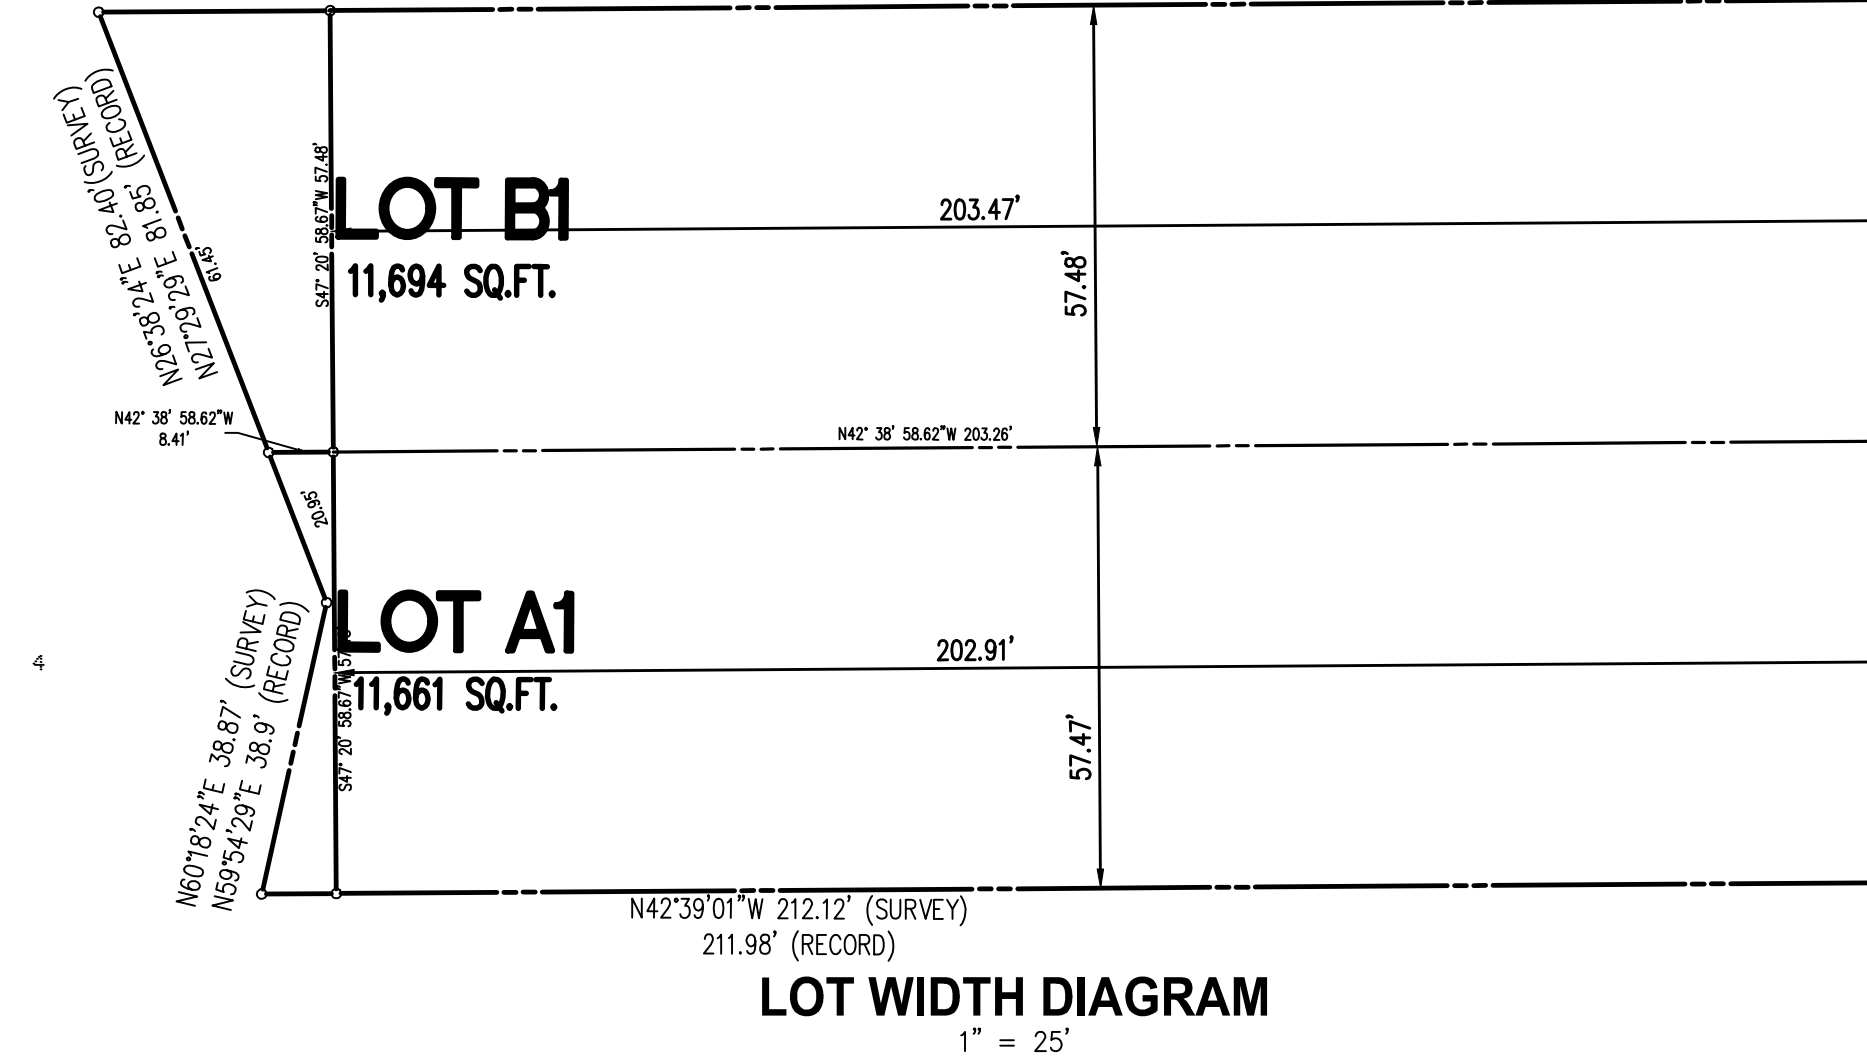 N26°38'24"E 82.40'(SURVEY)
N27°29'29"E 81.85' (RECORD)
61.45'
S47° 20' 58.67"W 57.48'
LOT B1
11,694 SQ.FT.
203.47'
57.48'
N42° 38' 58.62"W
8.41'
N42° 38' 58.62"W 203.26'
20.95'
LOT A1
11,661 SQ.FT.
S47° 20' 58.67"W
202.91'
57.47'
4
N60°18'24"E 38.87' (SURVEY)
N59°54'29"E 38.9' (RECORD)
N42°39'01"W 212.12' (SURVEY)
211.98' (RECORD)
LOT WIDTH DIAGRAM
1" = 25'